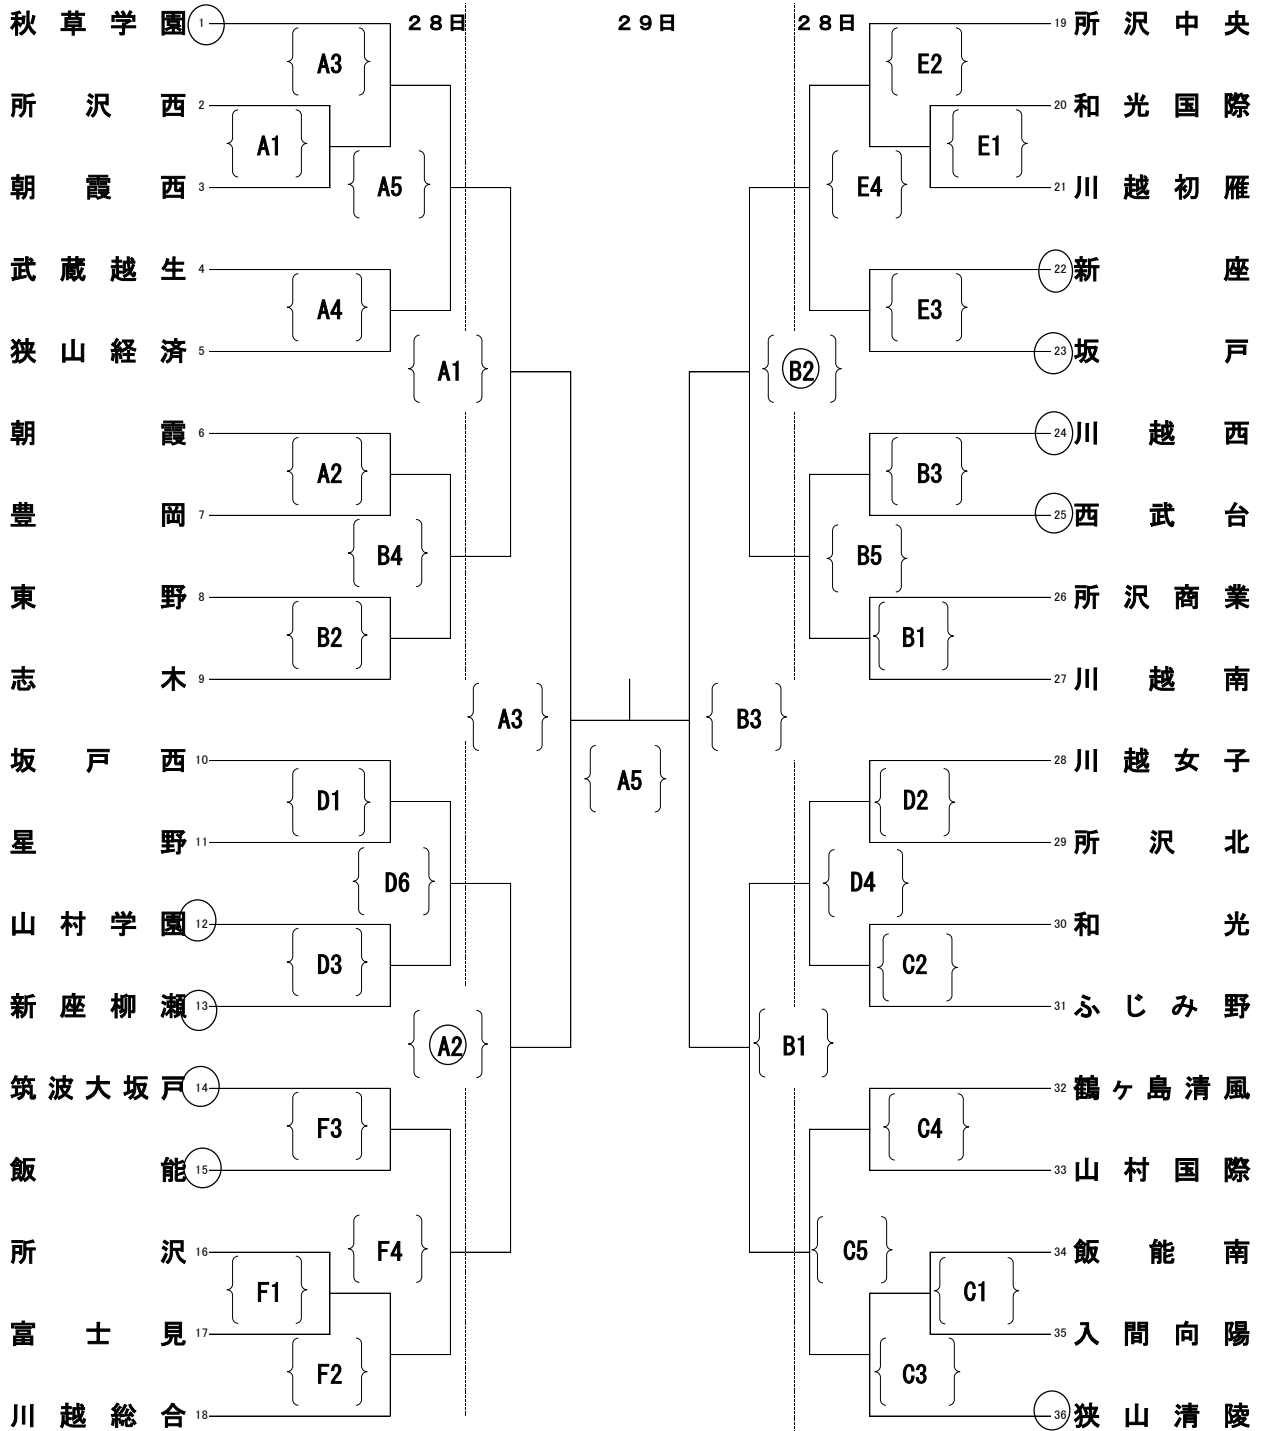 秋草学園 1 28日 29日 28日 19 所沢中央
A3 E2
所沢西 2 20 和光国際
A1 E1
朝霞西 3 A5 E4 21 川越初雁
武蔵越生 4 22 新座
A4 E3
狭山経済 5 23 坂戸
A1 B2
朝霞 6 24 川越西
A2 B3
豊岡 7 25 西武台
B4 B5
東野 8 26 所沢商業
B2 B1
志木 9 27 川越南
A3 B3
坂戸西 10 A5 28 川越女子
D1 D2
星野 11 29 所沢北
D6 D4
山村学園 12 30 和光
D3 C2
新座柳瀬 13 31 ふじみ野
A2 B1
筑波大坂戸 14 32 鶴ヶ島清風
F3 C4
飯能 15 33 山村国際
所沢 16 F4 C5 34 飯能南
F1 C1
富士見 17 35 入間向陽
F2 C3
川越総合 18 36 狭山清陵